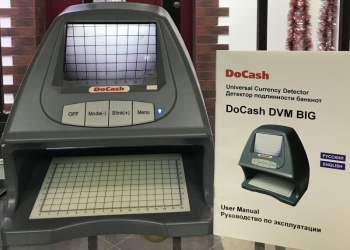 DoCash
OFF
Mode(-)
Blink(+)
Menu
DoCash
Universal Currency Detector
Детектор подлинности банкнот
DoCash DVM BIG
РУССКИЙ
ENGLISH
User Manual
Руководство по эксплуатации